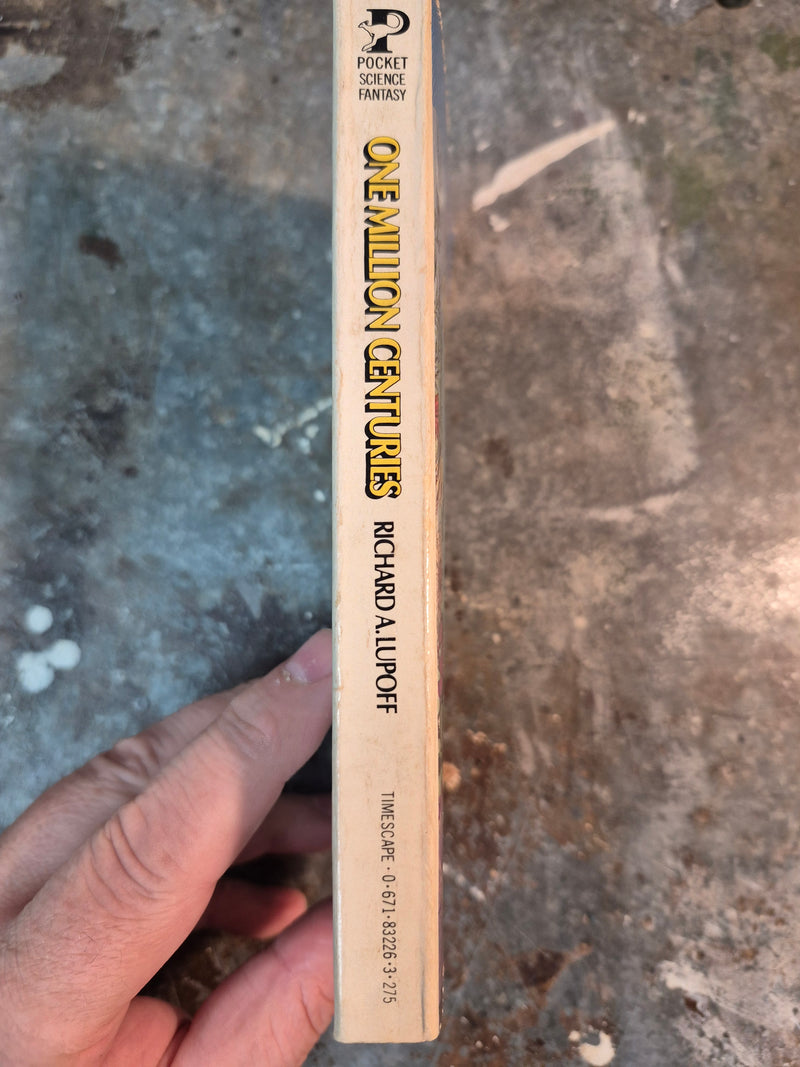 P
POCKET
SCIENCE
FANTASY
ONE MILLION CENTURIES
RICHARD A. LUPOFF
TIMESCAPE · 0·671·83226·3·275